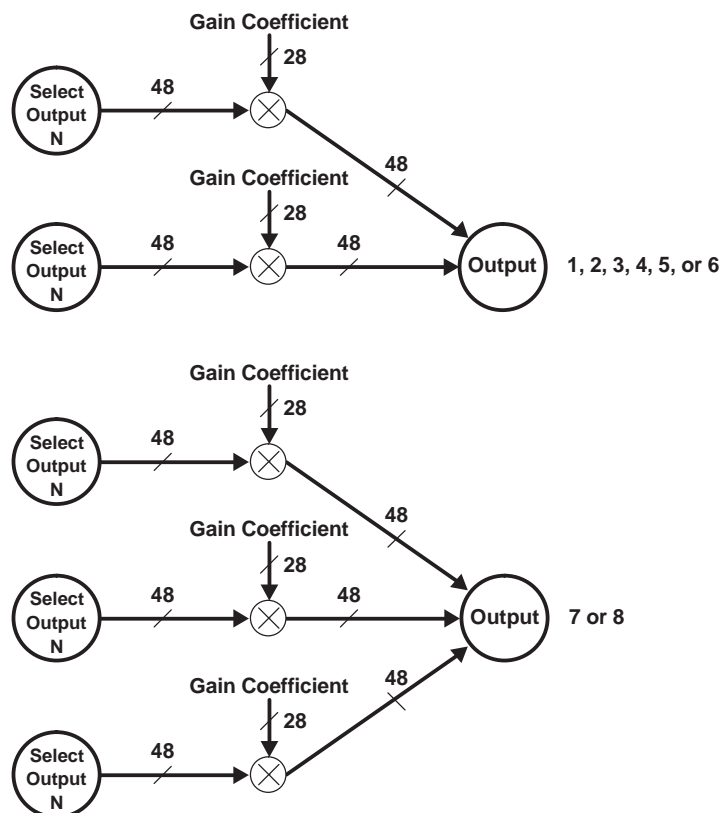 Gain Coefficient
28
Select
Output
N
48
48
Gain Coefficient
28
Select
Output
N
48
48
Output
1, 2, 3, 4, 5, or 6
Gain Coefficient
28
Select
Output
N
48
48
Gain Coefficient
28
Select
Output
N
48
48
Output
7 or 8
Gain Coefficient
28
48
Select
Output
N
48